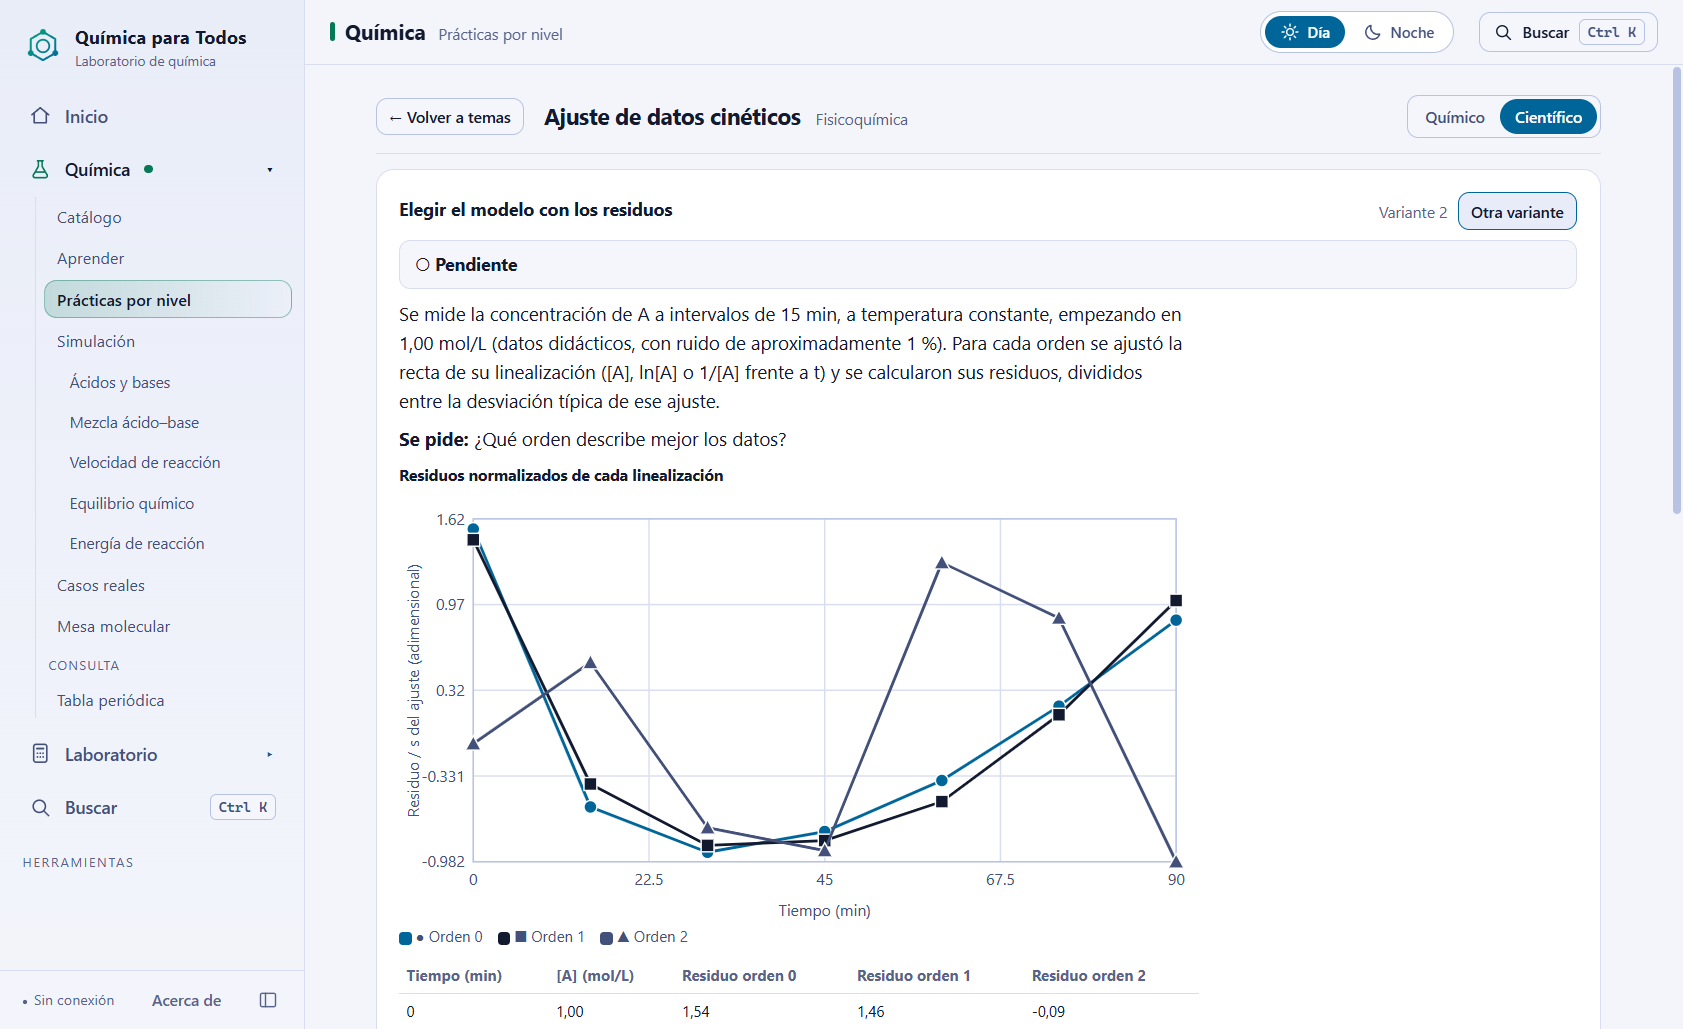 Química para Todos
Laboratorio de química
Inicio
Química
Catálogo
Aprender
Prácticas por nivel
Simulación
Ácidos y bases
Mezcla ácido–base
Velocidad de reacción
Equilibrio químico
Energía de reacción
Casos reales
Mesa molecular
CONSULTA
Tabla periódica
Laboratorio
Buscar Ctrl K
HERRAMIENTAS
Sin conexión Acerca de
Química Prácticas por nivel
Día Noche
Buscar Ctrl K
← Volver a temas
Ajuste de datos cinéticos Fisicoquímica
Químico Científico
Elegir el modelo con los residuos
Variante 2 Otra variante
○ Pendiente
Se mide la concentración de A a intervalos de 15 min, a temperatura constante, empezando en
1,00 mol/L (datos didácticos, con ruido de aproximadamente 1 %). Para cada orden se ajustó la
recta de su linealización ([A], ln[A] o 1/[A] frente a t) y se calcularon sus residuos, divididos
entre la desviación típica de ese ajuste.
Se pide: ¿Qué orden describe mejor los datos?
Residuos normalizados de cada linealización
Residuo / s del ajuste (adimensional)
1.62
0.97
0.32
-0.331
-0.982
0 22.5 45 67.5 90
Tiempo (min)
● Orden 0 ■ Orden 1 ▲ Orden 2
Tiempo (min) [A] (mol/L) Residuo orden 0 Residuo orden 1 Residuo orden 2
0 1,00 1,54 1,46 -0,09